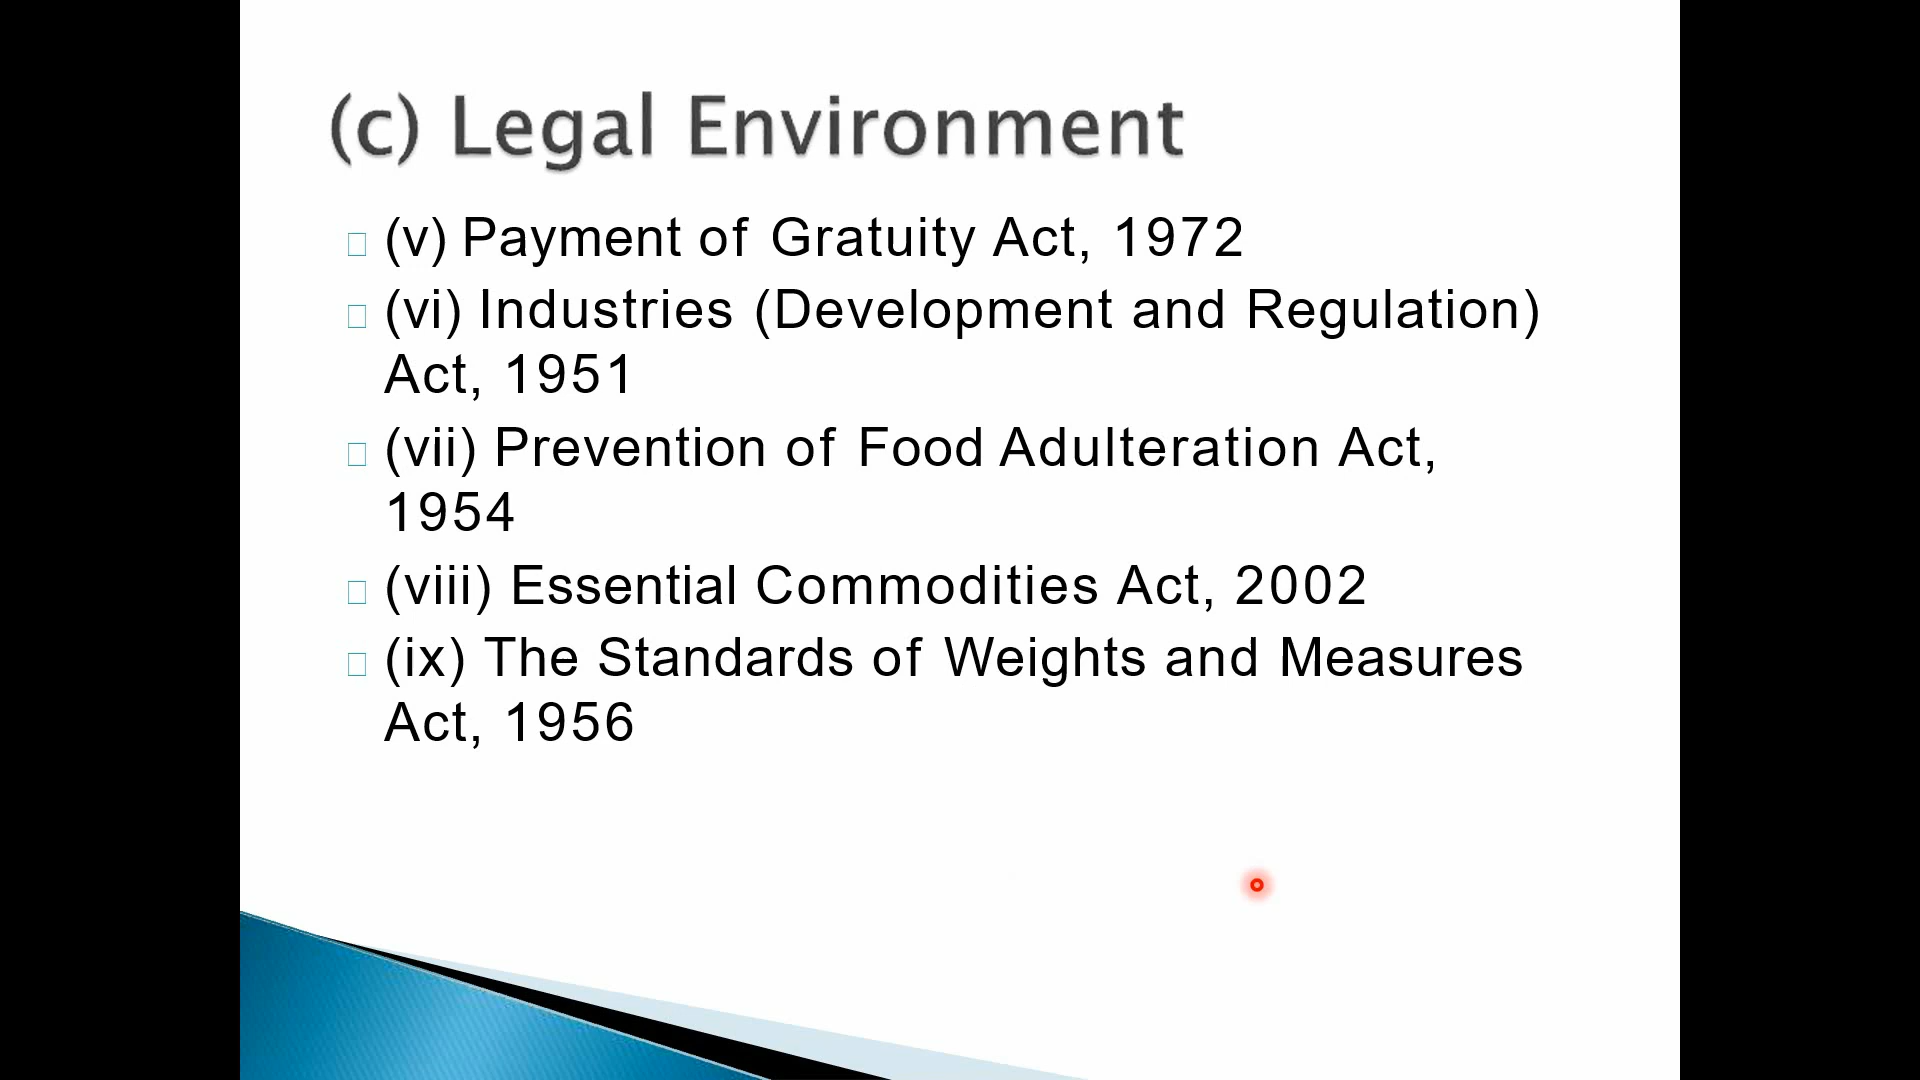 (c) Legal Environment
(v) Payment of Gratuity Act, 1972
(vi) Industries (Development and Regulation)
Act, 1951
(vii) Prevention of Food Adulteration Act,
1954
(viii) Essential Commodities Act, 2002
(ix) The Standards of Weights and Measures
Act, 1956